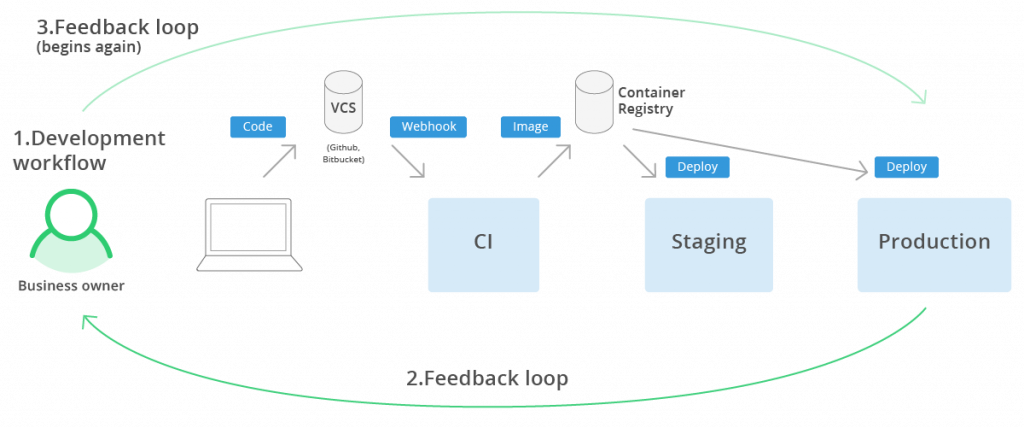 3.Feedback loop
(begins again)
1.Development
workflow
Business owner
Code
VCS
(Github,
Bitbucket)
Webhook
CI
Image
Container
Registry
Deploy
Staging
Deploy
Production
2.Feedback loop